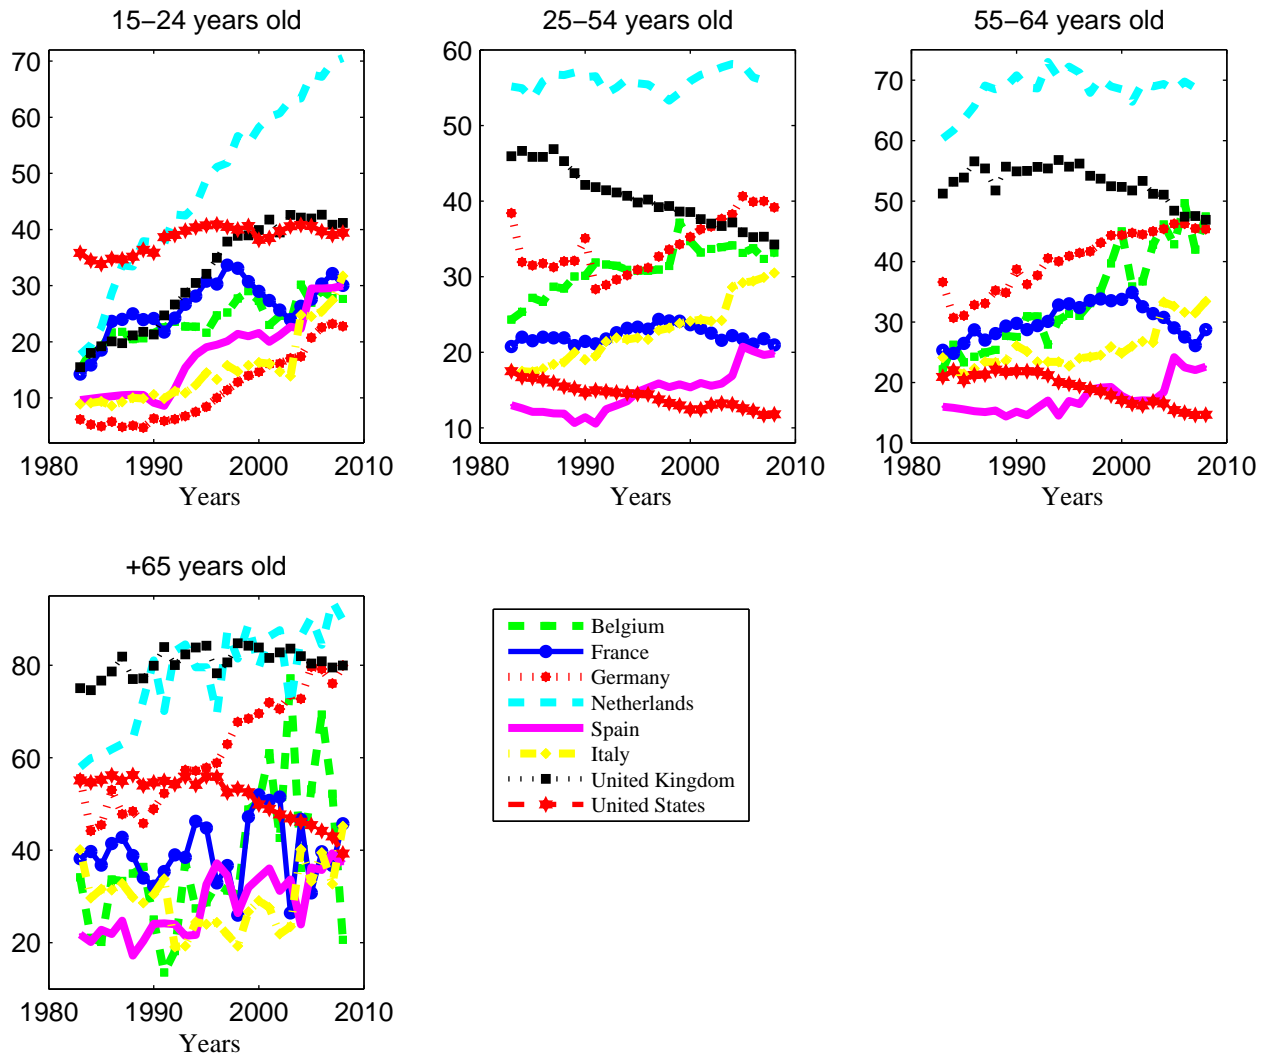 15−24 years old
25−54 years old
55−64 years old
70
60
50
40
30
20
10
1980 1990 2000 2010
Years
60
50
40
30
20
10
1980 1990 2000 2010
Years
70
60
50
40
30
20
10
1980 1990 2000 2010
Years
+65 years old
80
60
40
20
1980 1990 2000 2010
Years
Belgium
France
Germany
Netherlands
Spain
Italy
United Kingdom
United States